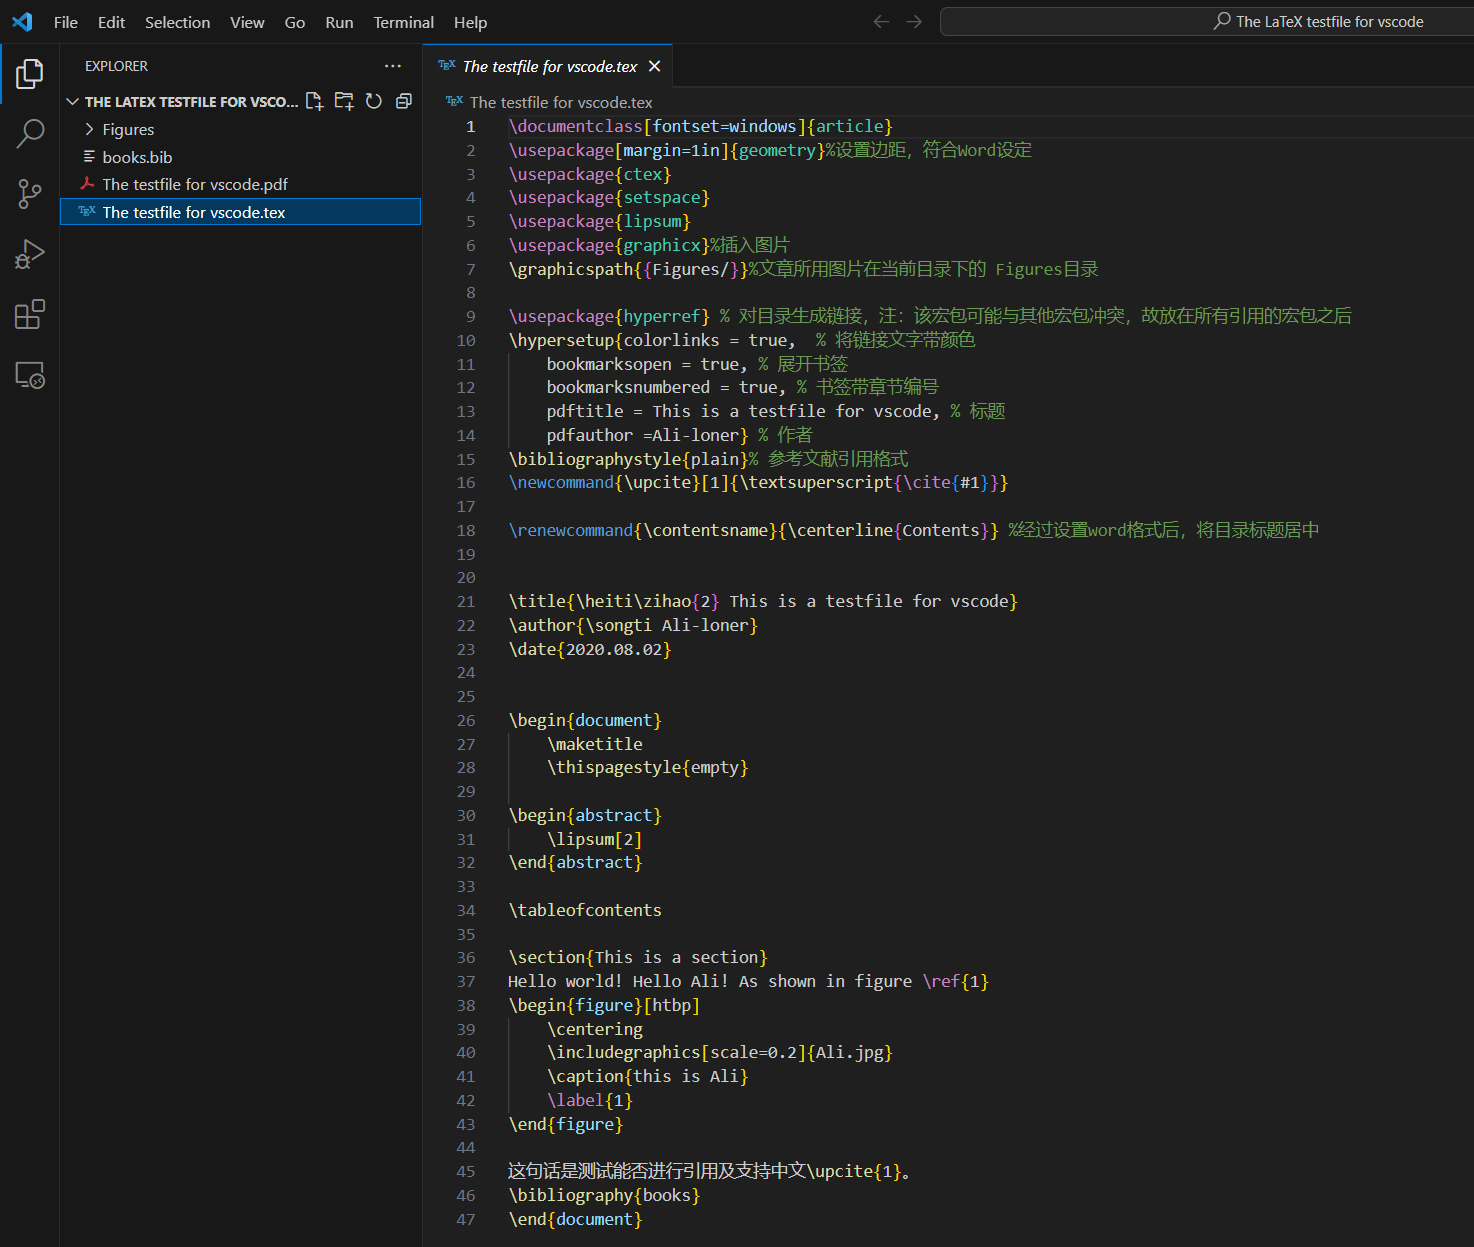 File Edit Selection View Go Run Terminal Help
The LaTeX testfile for vscode
EXPLORER
THE LATEX TESTFILE FOR VSCO...
Figures
books.bib
The testfile for vscode.pdf
The testfile for vscode.tex
The testfile for vscode.tex
The testfile for vscode.tex
1 \documentclass[fontset=windows]{article}
2 \usepackage[margin=1in]{geometry}%设置边距，符合Word设定
3 \usepackage{ctex}
4 \usepackage{setspace}
5 \usepackage{lipsum}
6 \usepackage{graphicx}%插入图片
7 \graphicspath{{Figures/}}%文章所用图片在当前目录下的 Figures目录
8
9 \usepackage{hyperref} % 对目录生成链接，注：该宏包可能与其他宏包冲突，故放在所有引用的宏包之后
10 \hypersetup{colorlinks = true,  % 将链接文字带颜色
11     bookmarksopen = true, % 展开书签
12     bookmarksnumbered = true, % 书签带章节编号
13     pdftitle = This is a testfile for vscode, % 标题
14     pdfauthor =Ali-loner} % 作者
15 \bibliographystyle{plain}% 参考文献引用格式
16 \newcommand{\upcite}[1]{\textsuperscript{\cite{#1}}}
17
18 \renewcommand{\contentsname}{\centerline{Contents}} %经过设置word格式后，将目录标题居中
19
20
21 \title{\heiti\zihao{2} This is a testfile for vscode}
22 \author{\songti Ali-loner}
23 \date{2020.08.02}
24
25
26 \begin{document}
27     \maketitle
28     \thispagestyle{empty}
29
30 \begin{abstract}
31     \lipsum[2]
32 \end{abstract}
33
34 \tableofcontents
35
36 \section{This is a section}
37 Hello world! Hello Ali! As shown in figure \ref{1}
38 \begin{figure}[htbp]
39     \centering
40     \includegraphics[scale=0.2]{Ali.jpg}
41     \caption{this is Ali}
42     \label{1}
43 \end{figure}
44
45 这句话是测试能否进行引用及支持中文\upcite{1}。
46 \bibliography{books}
47 \end{document}